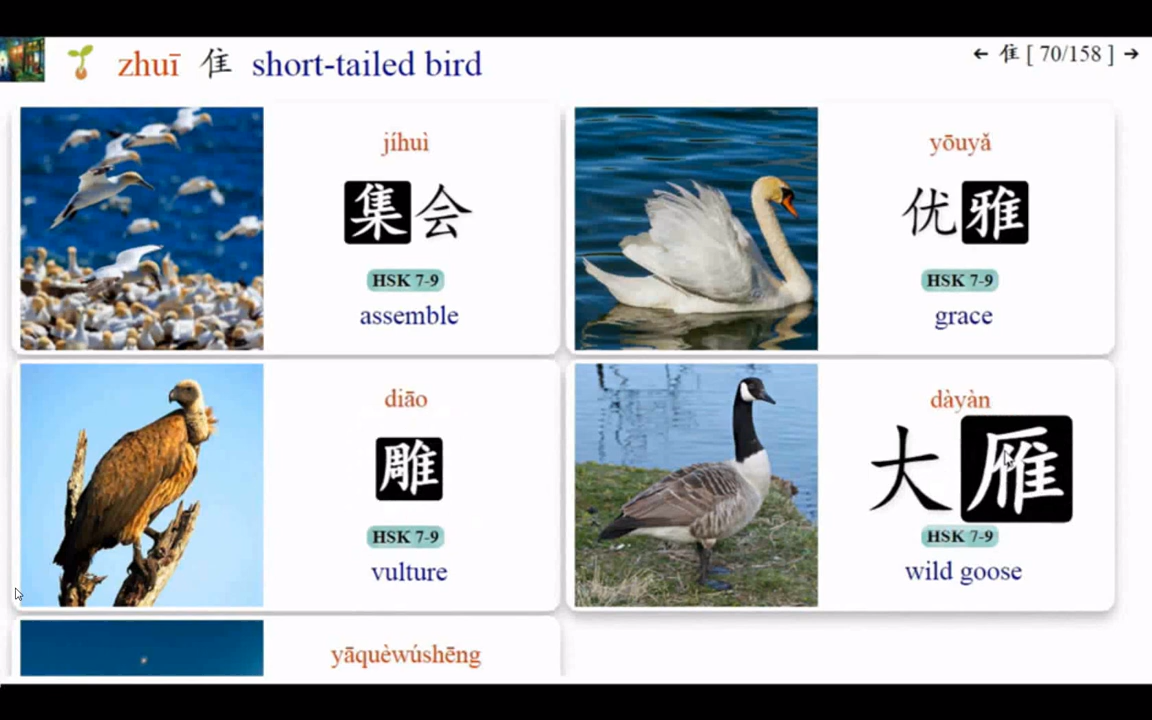 zhuī 隹 short-tailed bird
← 隹 [ 70/158 ] →
jíhuì
集会
HSK 7-9
assemble
yōuyǎ
优雅
HSK 7-9
grace
diāo
雕
HSK 7-9
vulture
dàyàn
大雁
HSK 7-9
wild goose
yāquèwúshēng